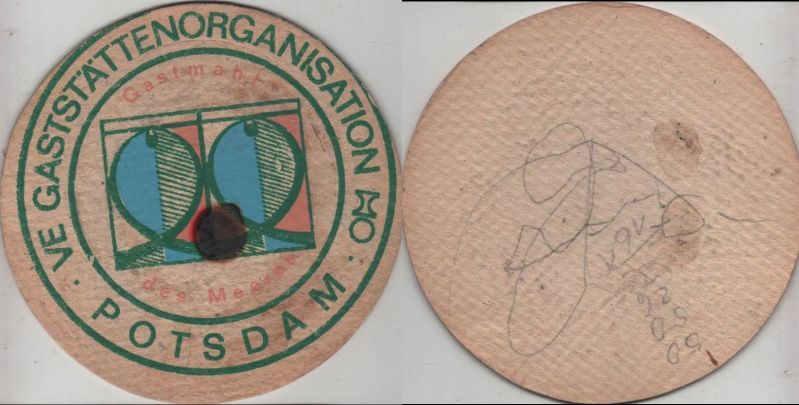 VE GASTSTÄTTENORGANISATION HO · POTSDAM ·
Gastmahl
des Meeres